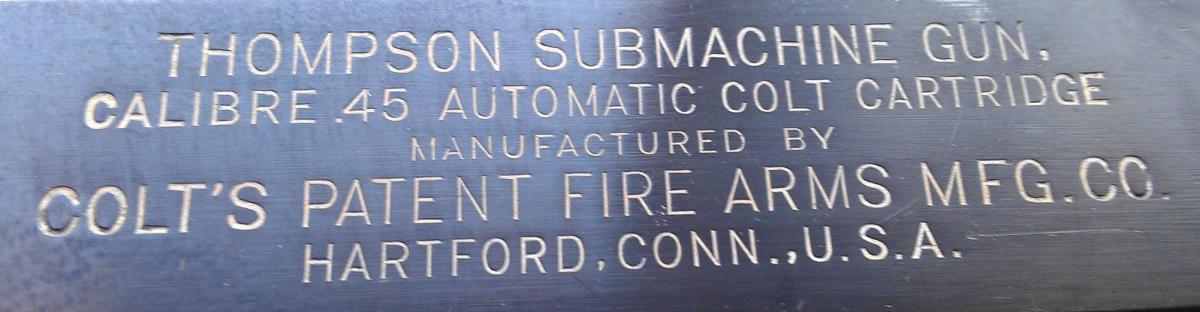 THOMPSON SUBMACHINE GUN,
CALIBRE .45 AUTOMATIC COLT CARTRIDGE
MANUFACTURED BY
COLT'S PATENT FIRE ARMS MFG. CO.
HARTFORD, CONN., U.S.A.